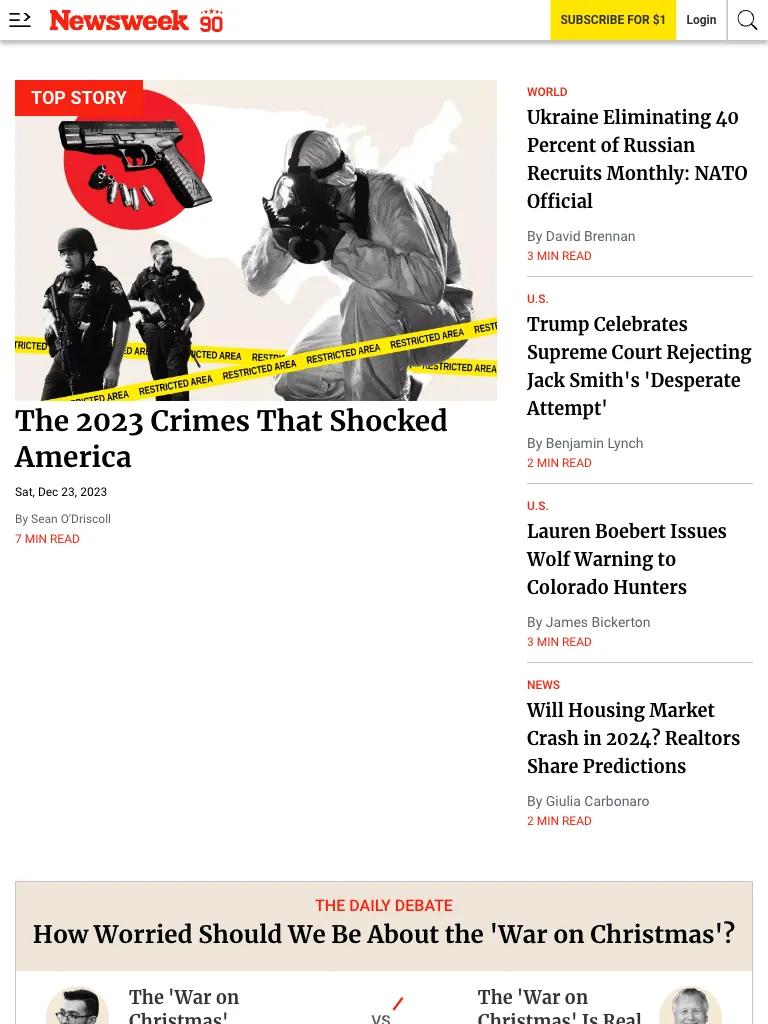 Newsweek 90
SUBSCRIBE FOR $1
Login
TOP STORY
RESTRICTED AREA
RESTRICTED AREA
RESTRICTED AREA
RESTRICTED AREA
RESTRICTED AREA
The 2023 Crimes That Shocked
America
Sat, Dec 23, 2023
By Sean O'Driscoll
7 MIN READ
WORLD
Ukraine Eliminating 40
Percent of Russian
Recruits Monthly: NATO
Official
By David Brennan
3 MIN READ
U.S.
Trump Celebrates
Supreme Court Rejecting
Jack Smith's 'Desperate
Attempt'
By Benjamin Lynch
2 MIN READ
U.S.
Lauren Boebert Issues
Wolf Warning to
Colorado Hunters
By James Bickerton
3 MIN READ
NEWS
Will Housing Market
Crash in 2024? Realtors
Share Predictions
By Giulia Carbonaro
2 MIN READ
THE DAILY DEBATE
How Worried Should We Be About the 'War on Christmas'?
The 'War on
Christmas'
VS
The 'War on
Christmas' Is Real